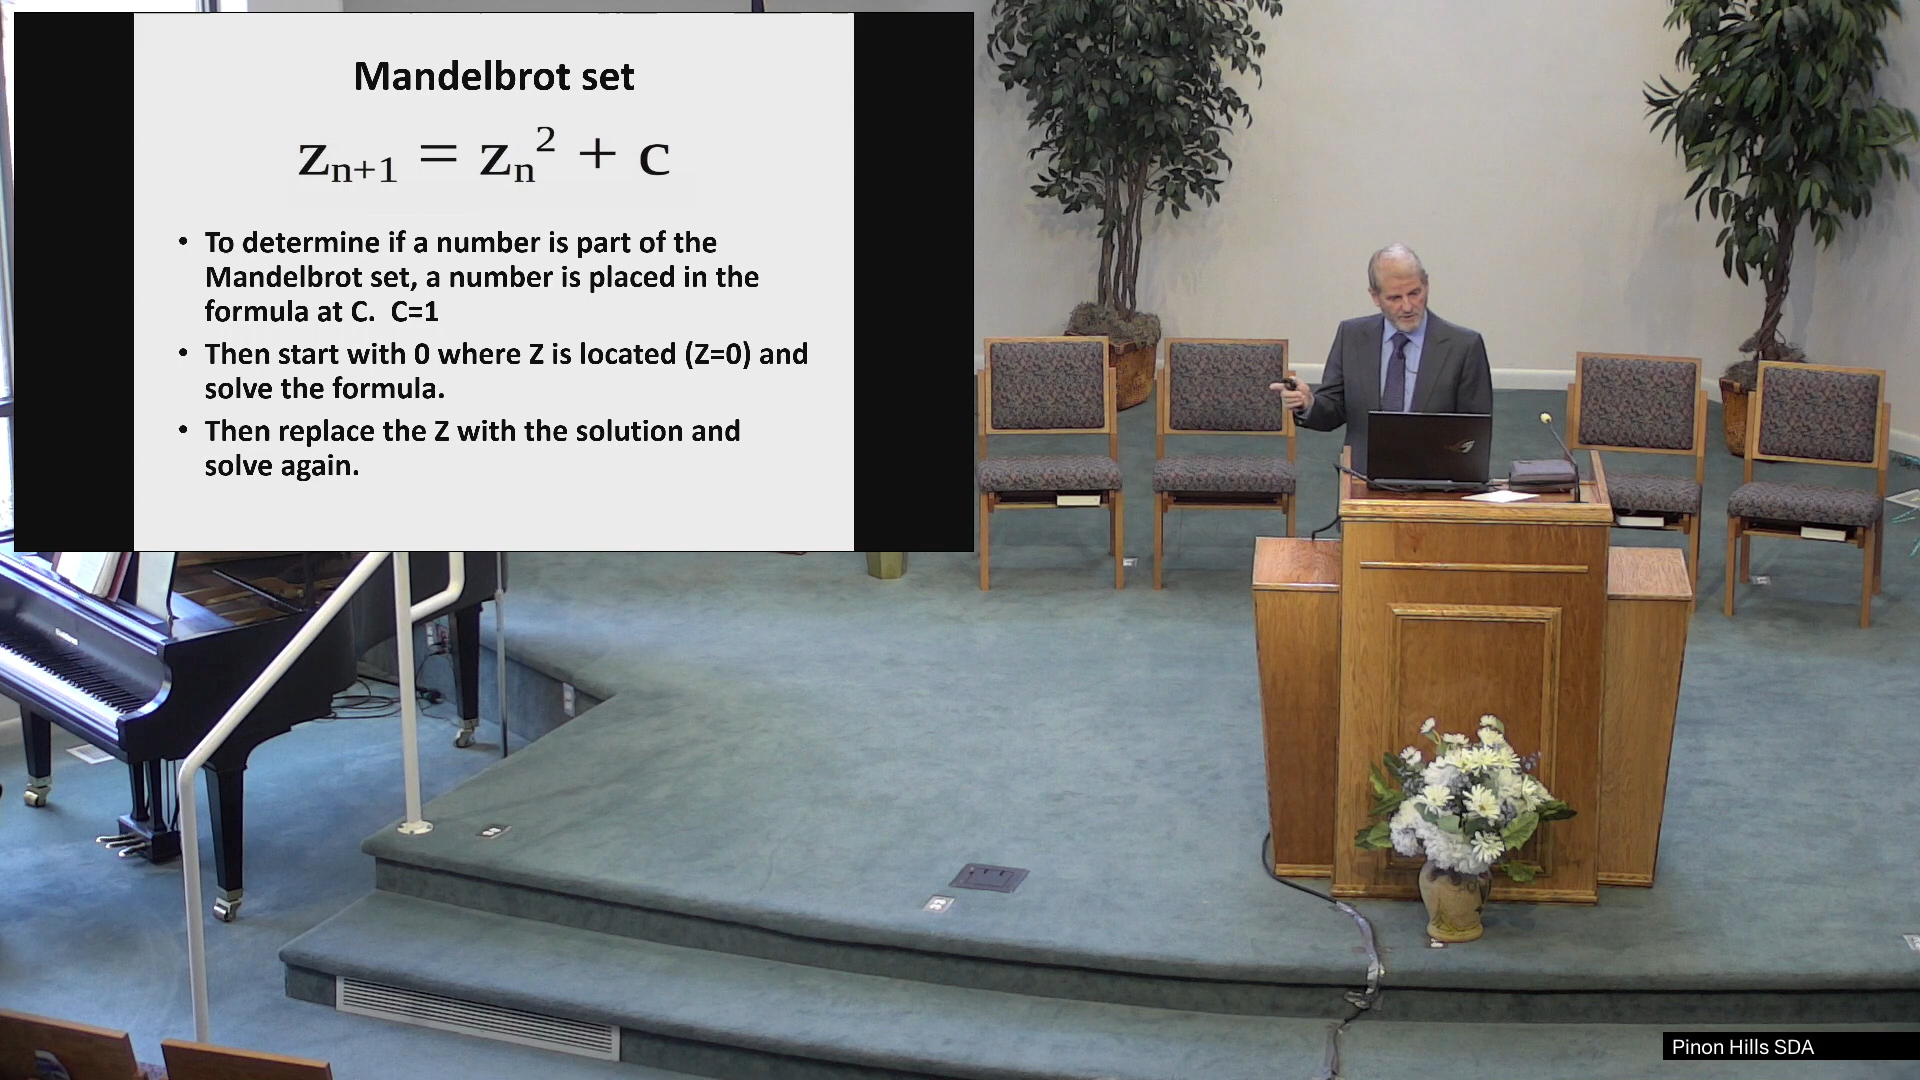 Mandelbrot set
zn+1 = zn2 + c
• To determine if a number is part of the
Mandelbrot set, a number is placed in the
formula at C.  C=1
• Then start with 0 where Z is located (Z=0) and
solve the formula.
• Then replace the Z with the solution and
solve again.
Pinon Hills SDA